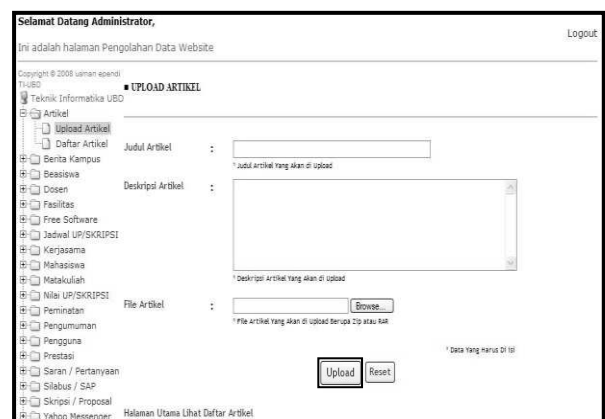 Selamat Datang Administrator,
Logout
Ini adalah halaman Pengolahan Data Website
Copyright © 2008 usman ependi
TI-UBD
Teknik Informatika UBD
Artikel
Upload Artikel
Daftar Artikel
Berita Kampus
Beasiswa
Dosen
Fasilitas
Free Software
Jadwal UP/SKRIPSI
Kerjasama
Mahasiswa
Matakuliah
Nilai UP/SKRIPSI
Peminatan
Pengumuman
Pengguna
Prestasi
Saran / Pertanyaan
Silabus / SAP
Skripsi / Proposal
Yahoo Messenger
■ UPLOAD ARTIKEL
Judul Artikel :
* Judul Artikel Yang Akan di Upload
Deskripsi Artikel :
* Deskripsi Artikel Yang Akan di Upload
File Artikel : Browse...
* File Artikel Yang Akan di Upload Berupa Zip atau RAR
* Data Yang Harus Di Isi
Upload Reset
Halaman Utama Lihat Daftar Artikel